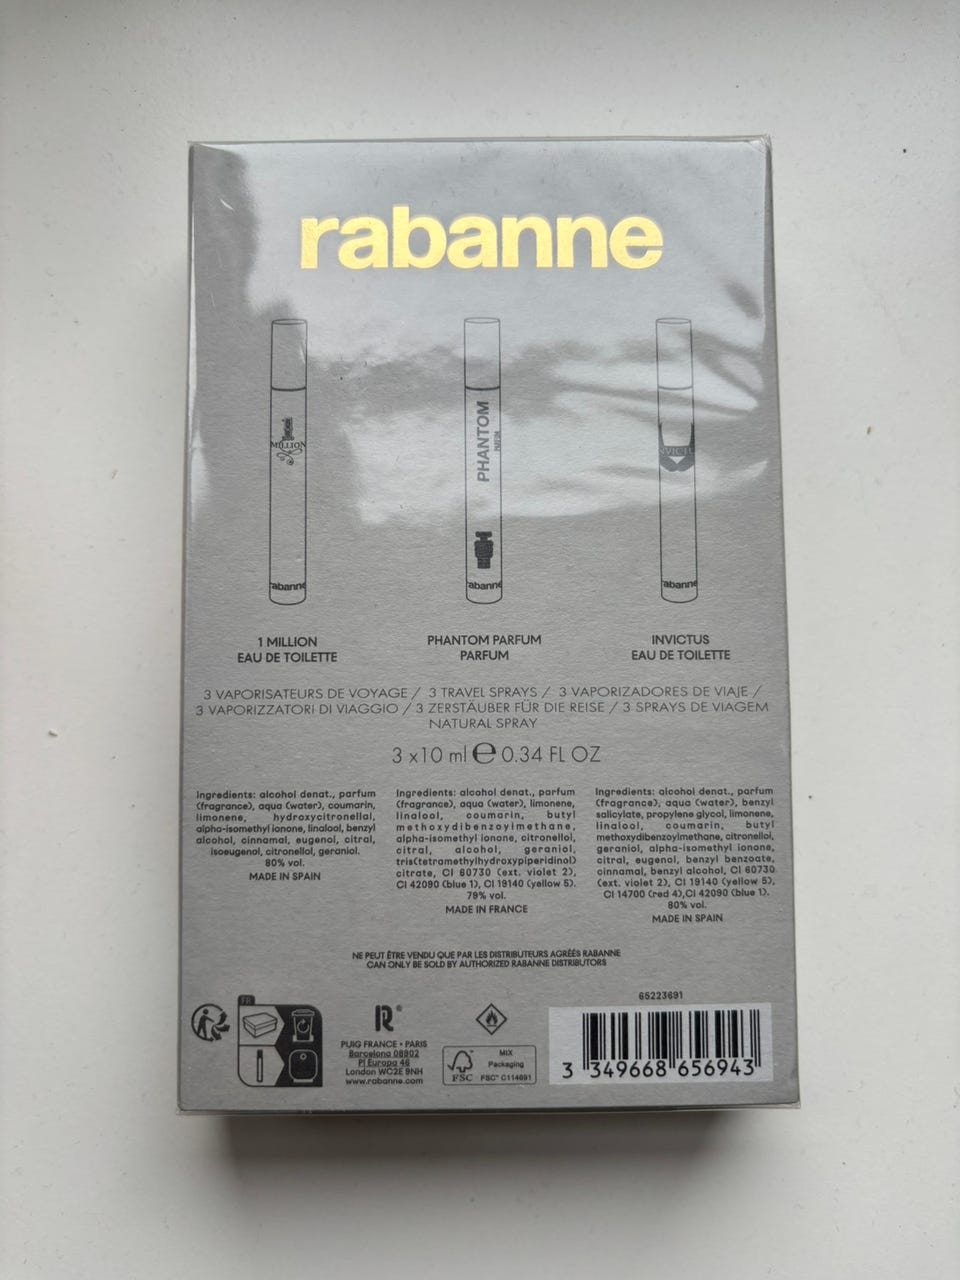 rabanne
1
MILLION
rabanne
PHANTOM
PARFUM
rabanne
rabanne
1 MILLION
EAU DE TOILETTE
PHANTOM PARFUM
PARFUM
INVICTUS
EAU DE TOILETTE
3 VAPORISATEURS DE VOYAGE / 3 TRAVEL SPRAYS / 3 VAPORIZADORES DE VIAJE /
3 VAPORIZZATORI DI VIAGGIO / 3 ZERSTÄUBER FÜR DIE REISE / 3 SPRAYS DE VIAGEM
NATURAL SPRAY
3 x10 ml ℮ 0.34 FL OZ
Ingredients: alcohol denat., parfum
(fragrance), aqua (water), coumarin,
limonene, hydroxycitronellal,
alpha-isomethyl ionone, linalool, benzyl
alcohol, cinnamal, eugenol, citral,
isoeugenol, citronellol, geraniol.
80% vol.
MADE IN SPAIN
Ingredients: alcohol denat., parfum
(fragrance), aqua (water), limonene,
linalool, coumarin, butyl
methoxydibenzoylmethane,
alpha-isomethyl ionone, citronellol,
citral, alcohol, geraniol,
tris(tetramethylhydroxypiperidinol)
citrate, CI 60730 (ext. violet 2),
CI 42090 (blue 1), CI 19140 (yellow 5).
79% vol.
MADE IN FRANCE
Ingredients: alcohol denat., parfum
(fragrance), aqua (water), benzyl
salicylate, propylene glycol, limonene,
linalool, coumarin, butyl
methoxydibenzoylmethane, citronellol,
geraniol, alpha-isomethyl ionone,
citral, eugenol, benzyl benzoate,
cinnamal, benzyl alcohol, CI 60730
(ext. violet 2), CI 19140 (yellow 5),
CI 14700 (red 4),CI 42090 (blue 1).
80% vol.
MADE IN SPAIN
NE PEUT ÊTRE VENDU QUE PAR LES DISTRIBUTEURS AGRÉÉS RABANNE
CAN ONLY BE SOLD BY AUTHORIZED RABANNE DISTRIBUTORS
FR
R®
PUIG FRANCE • PARIS
Barcelona 08902
Pl Europa 46
London WC2E 9NH
www.rabanne.com
FSC
MIX
Packaging
FSC™ C114691
65223691
3 349668 656943